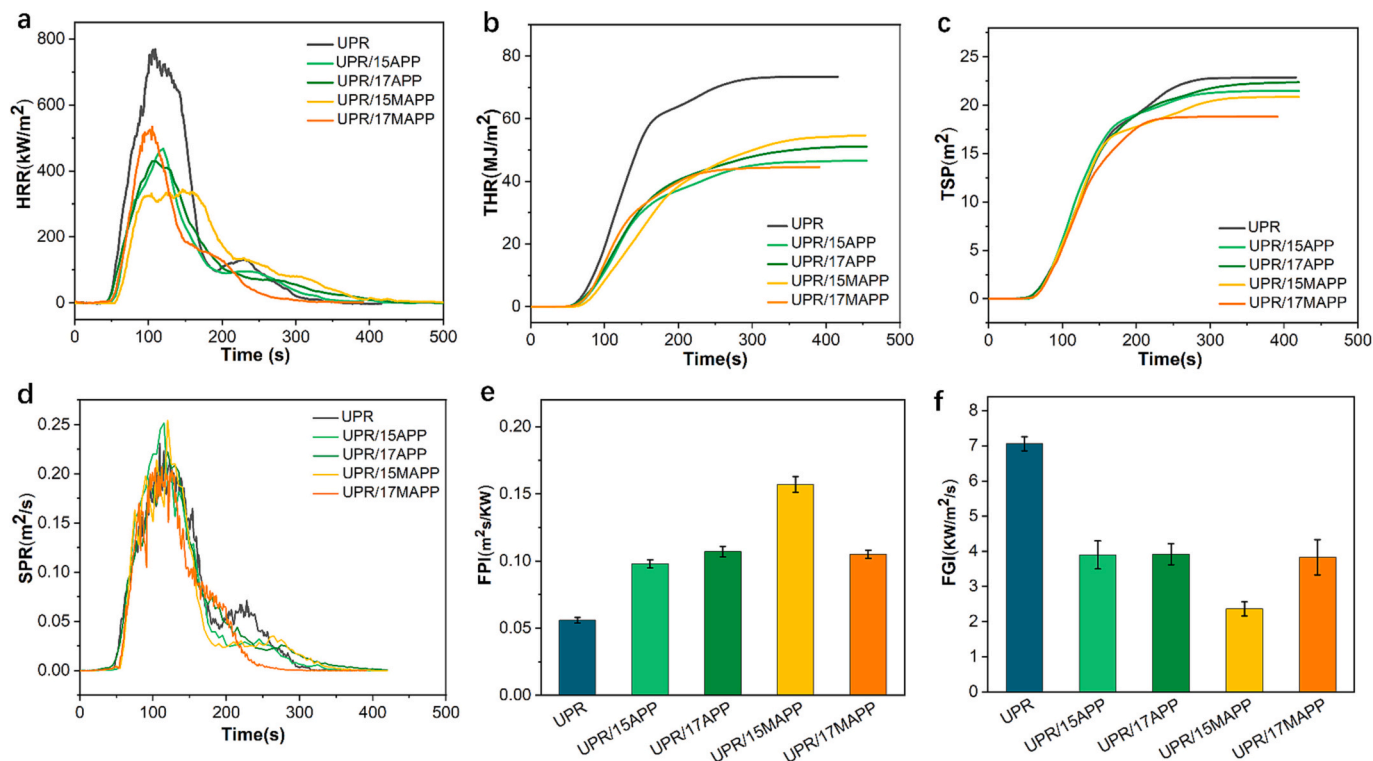 a
800
600
400
200
0
HRR(kW/m²)
0 100 200 300 400 500
Time (s)
UPR
UPR/15APP
UPR/17APP
UPR/15MAPP
UPR/17MAPP
b
80
60
40
20
0
THR(MJ/m²)
0 100 200 300 400 500
Time(s)
UPR
UPR/15APP
UPR/17APP
UPR/15MAPP
UPR/17MAPP
c
25
20
15
10
5
0
TSP(m²)
0 100 200 300 400 500
Time(s)
UPR
UPR/15APP
UPR/17APP
UPR/15MAPP
UPR/17MAPP
d
0.25
0.20
0.15
0.10
0.05
0.00
SPR(m²/s)
0 100 200 300 400 500
Time(s)
UPR
UPR/15APP
UPR/17APP
UPR/15MAPP
UPR/17MAPP
e
0.20
0.15
0.10
0.05
0.00
FPI(m²s/KW)
UPR
UPR/15APP
UPR/17APP
UPR/15MAPP
UPR/17MAPP
f
8
7
6
5
4
3
2
1
0
FGI(KW/m²/s)
UPR
UPR/15APP
UPR/17APP
UPR/15MAPP
UPR/17MAPP